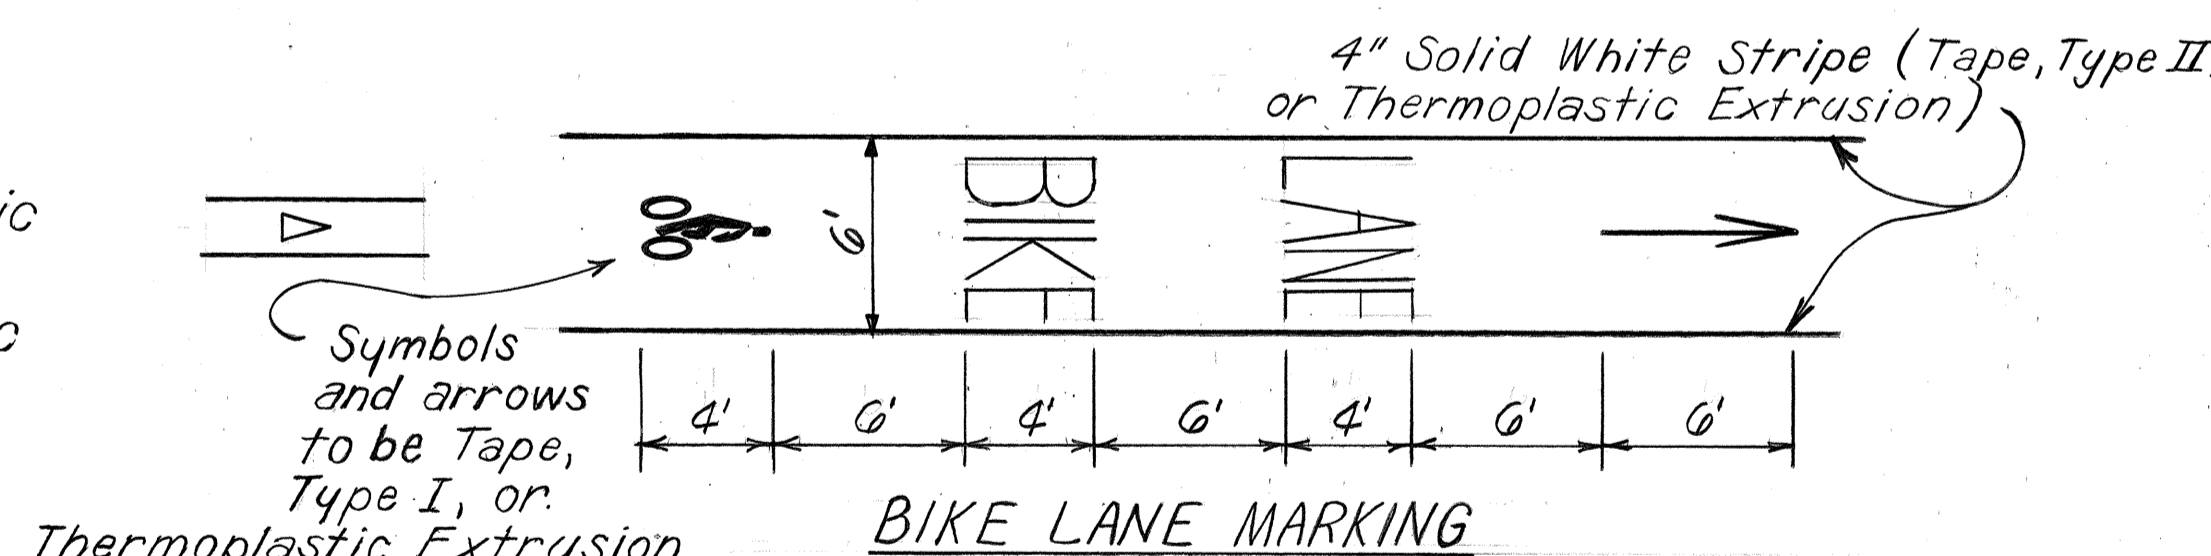 4" Solid White Stripe (Tape, Type II,
or Thermoplastic Extrusion)
ic
c
6'
BIKE
LANE
Symbols
and arrows
to be Tape,
Type I, or
Thermoplastic Extrusion
4' 6' 4' 6' 4' 6' 6'
BIKE LANE MARKING